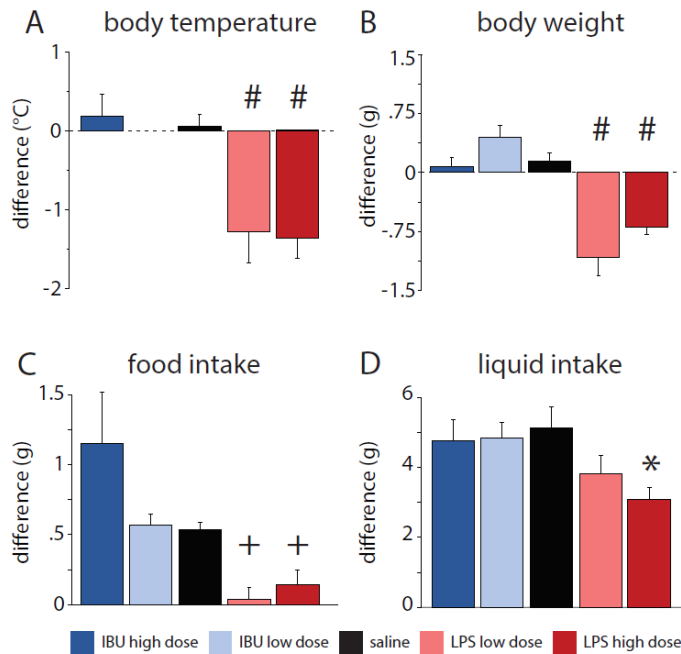 A body temperature
difference (°C)
1
0
-1
-2
# #
B body weight
difference (g)
1.5
.75
0
-.75
-1.5
# #
C food intake
difference (g)
1.5
1
.5
0
+ +
D liquid intake
difference (g)
6
4
2
0
*
IBU high dose IBU low dose saline LPS low dose LPS high dose